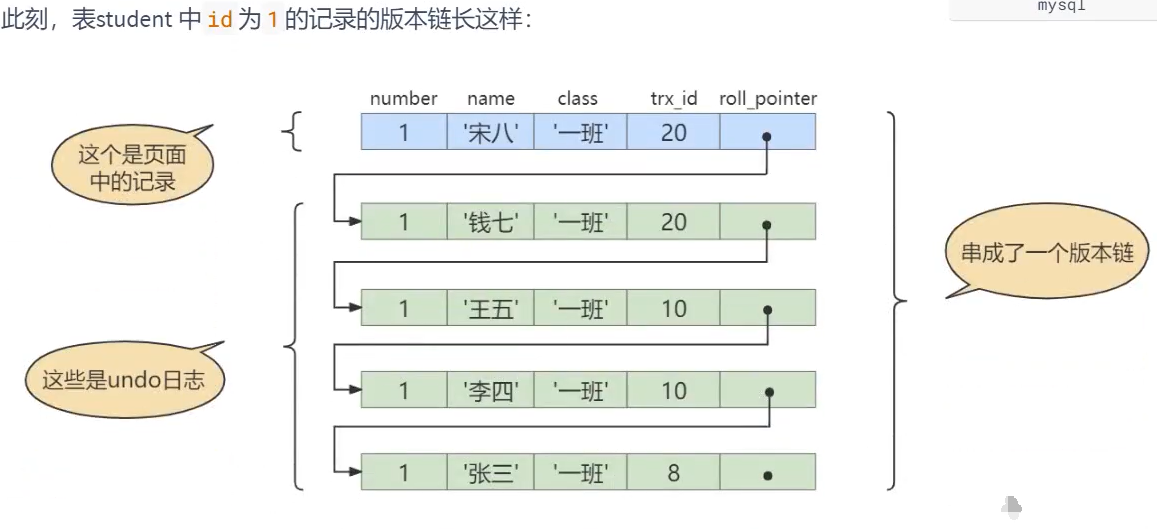 mysql
此刻，表student 中 id 为 1 的记录的版本链长这样：
number name class trx_id roll_pointer
1 '宋八' '一班' 20
这个是页面
中的记录
1 '钱七' '一班' 20
串成了一个版本链
1 '王五' '一班' 10
这些是undo日志
1 '李四' '一班' 10
1 '张三' '一班' 8